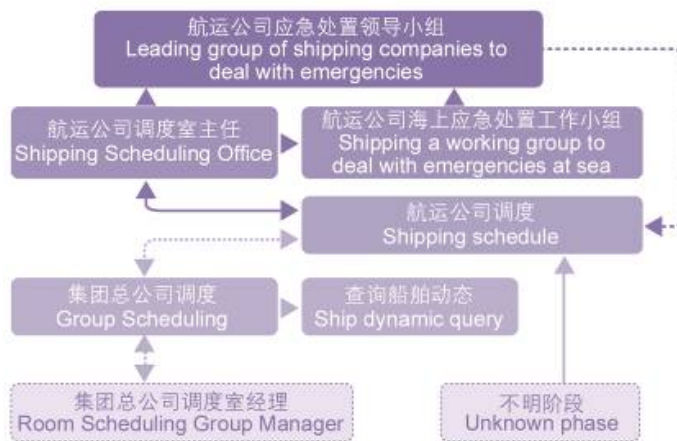 航运公司应急处置领导小组
Leading group of shipping companies to
deal with emergencies
航运公司调度室主任
Shipping Scheduling Office
航运公司海上应急处置工作小组
Shipping a working group to
deal with emergencies at sea
航运公司调度
Shipping schedule
集团总公司调度
Group Scheduling
查询船舶动态
Ship dynamic query
集团总公司调度室经理
Room Scheduling Group Manager
不明阶段
Unknown phase